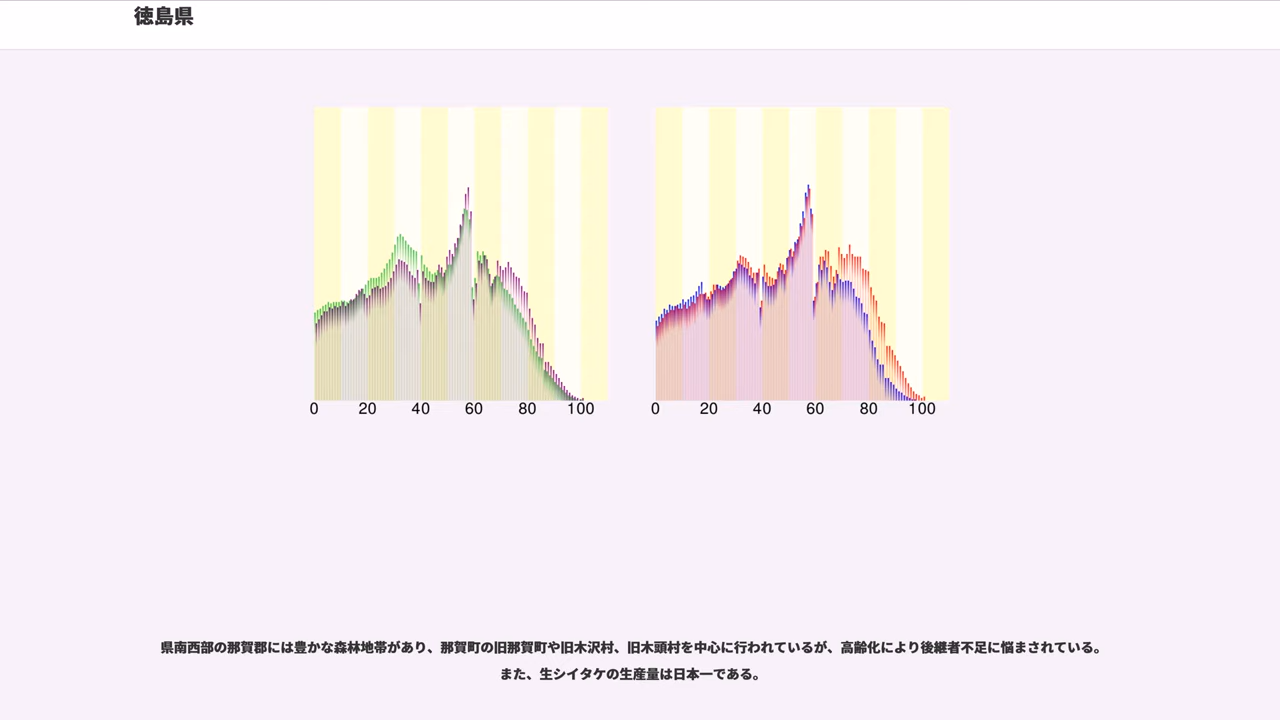 徳島県
0 20 40 60 80 100
0 20 40 60 80 100
県南西部の那賀郡には豊かな森林地帯があり、那賀町の旧那賀町や旧木沢村、旧木頭村を中心に行われているが、高齢化により後継者不足に悩まされている。
また、生シイタケの生産量は日本一である。